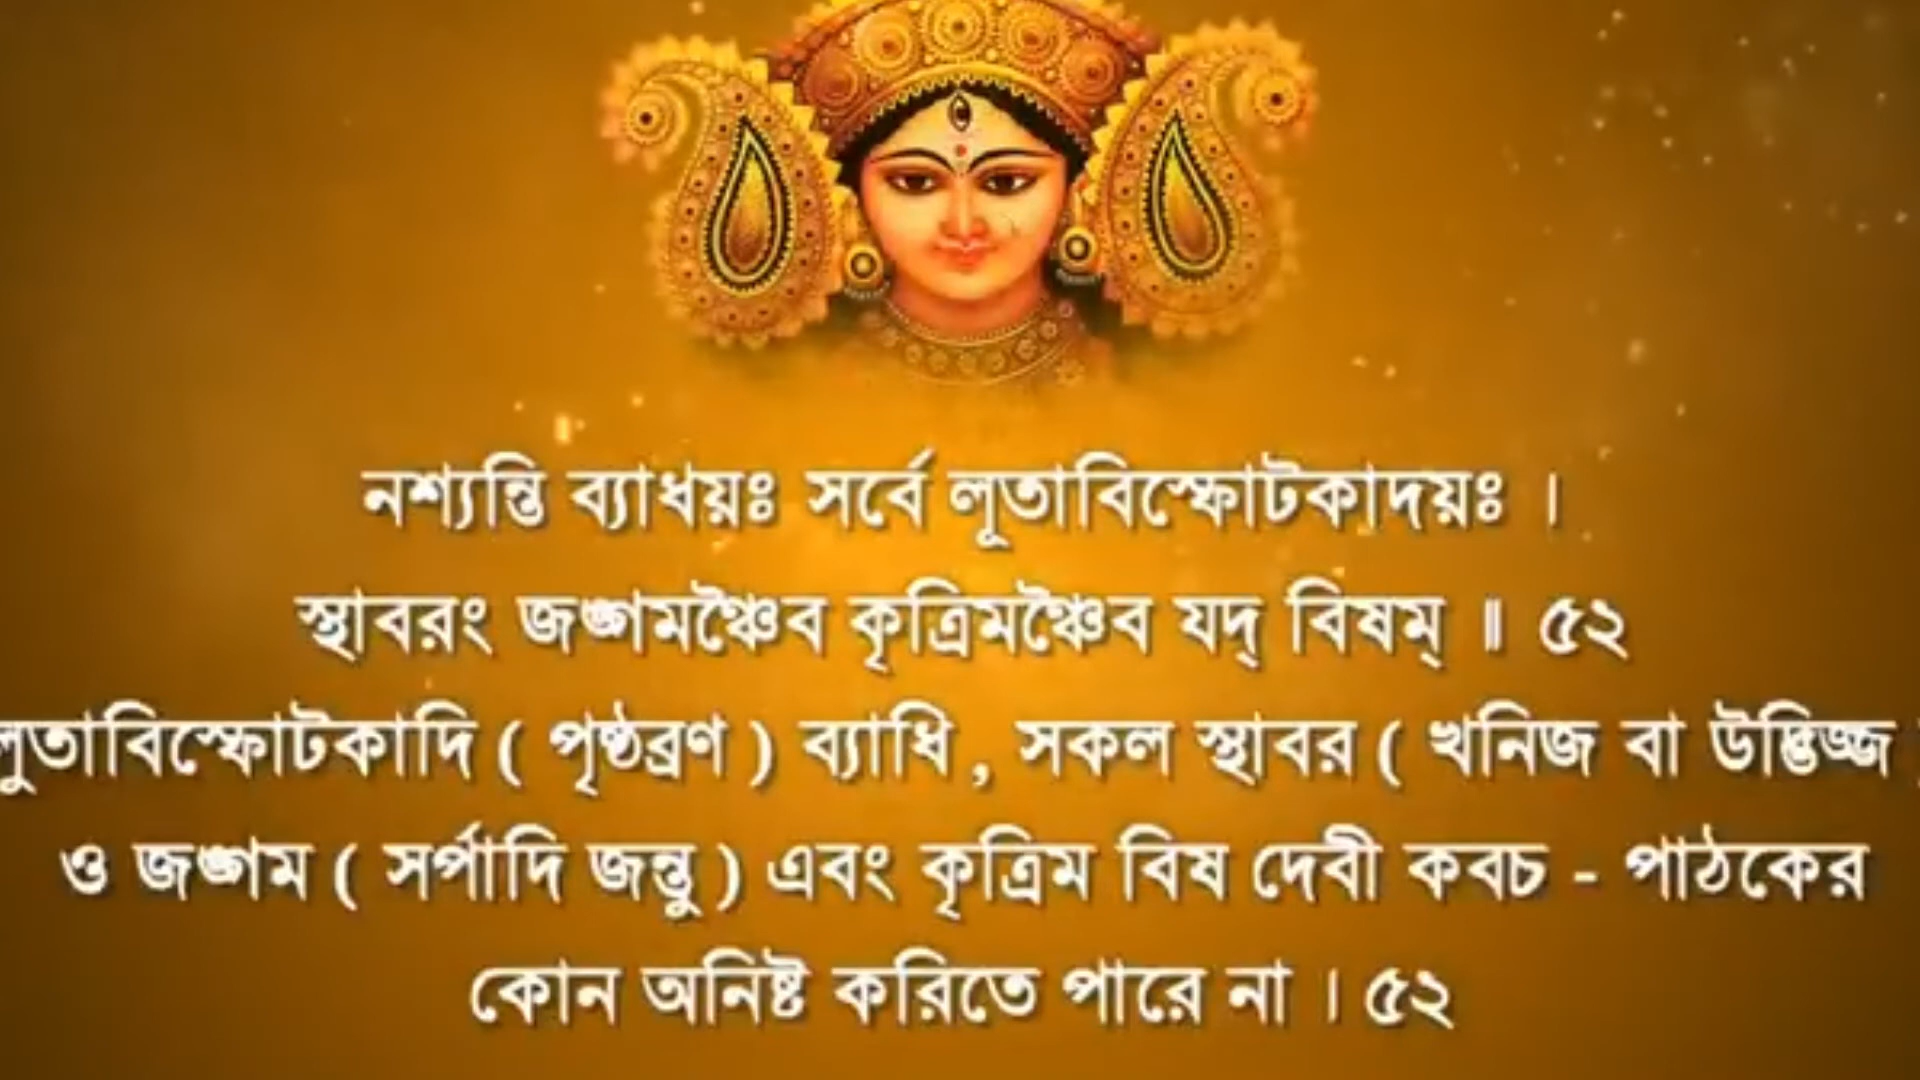 নশ্যন্তি ব্যাধয়ঃ সর্বে লূতাবিস্ফোটকাদয়ঃ ।
স্থাবরং জঙ্গমঞ্চৈব কৃত্রিমঞ্চৈব যদ্ বিষম্ ॥ ৫২
লুতাবিস্ফোটকাদি ( পৃষ্ঠব্রণ ) ব্যাধি , সকল স্থাবর ( খনিজ বা উদ্ভিজ্জ )
ও জঙ্গম ( সর্পাদি জন্তু ) এবং কৃত্রিম বিষ দেবী কবচ - পাঠকের
কোন অনিষ্ট করিতে পারে না । ৫২